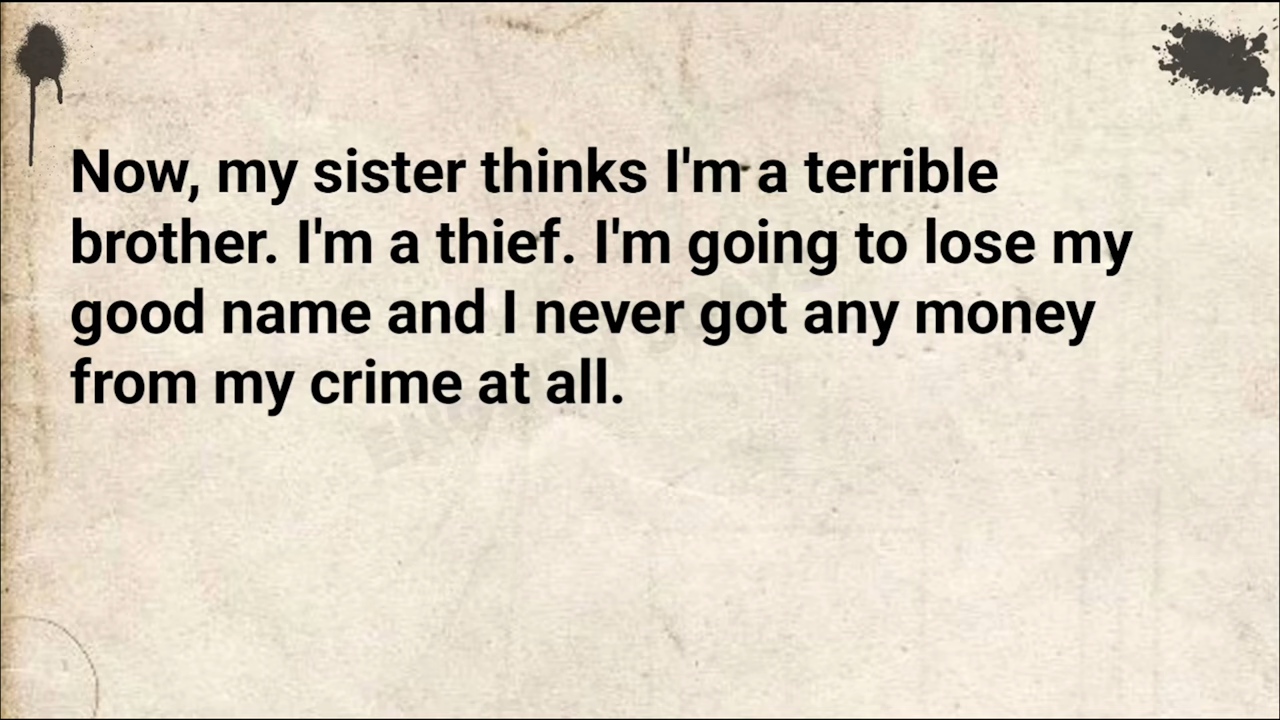 Now, my sister thinks I'm a terrible
brother. I'm a thief. I'm going to lose my
good name and I never got any money
from my crime at all.